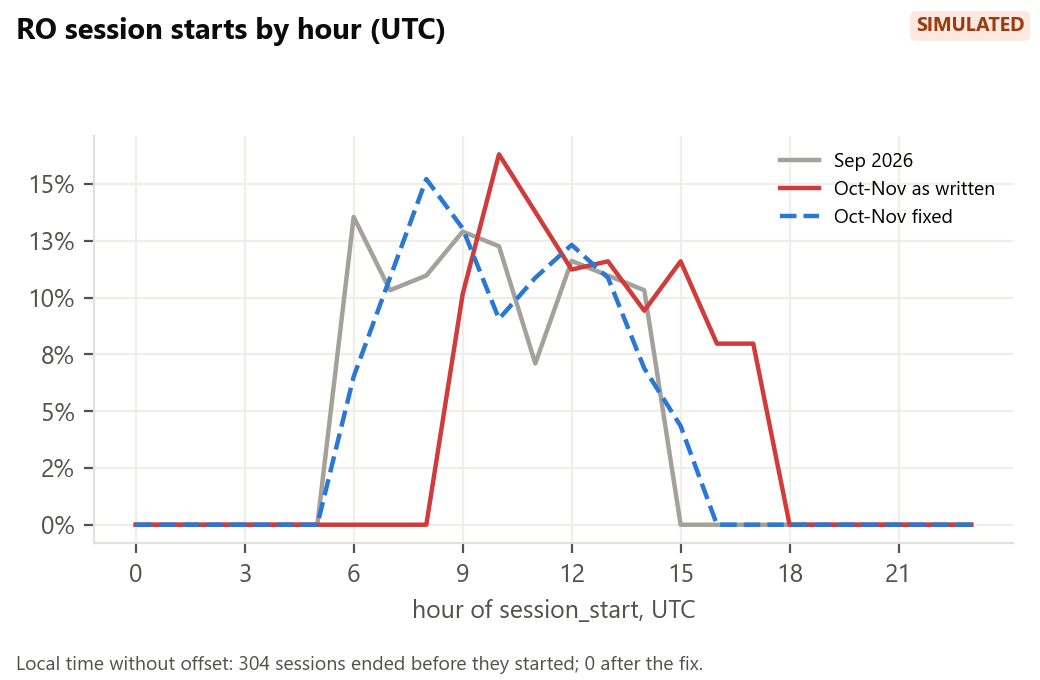 RO session starts by hour (UTC)
SIMULATED
Sep 2026
Oct-Nov as written
Oct-Nov fixed
15%
13%
10%
8%
5%
2%
0%
0 3 6 9 12 15 18 21
hour of session_start, UTC
Local time without offset: 304 sessions ended before they started; 0 after the fix.